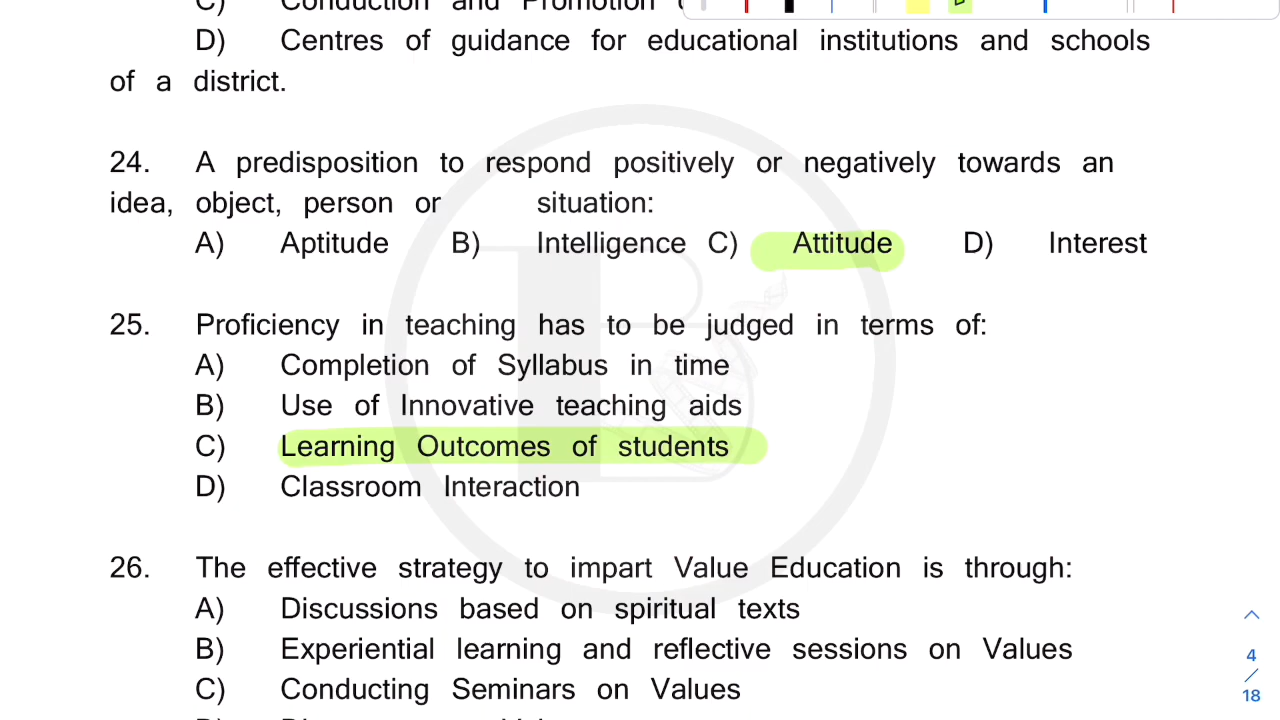 C) Conduction and Promotion
D) Centres of guidance for educational institutions and schools
of a district.
24. A predisposition to respond positively or negatively towards an
idea, object, person or situation:
A) Aptitude B) Intelligence C) Attitude D) Interest
25. Proficiency in teaching has to be judged in terms of:
A) Completion of Syllabus in time
B) Use of Innovative teaching aids
C) Learning Outcomes of students
D) Classroom Interaction
26. The effective strategy to impart Value Education is through:
A) Discussions based on spiritual texts
B) Experiential learning and reflective sessions on Values
C) Conducting Seminars on Values
4
/
18